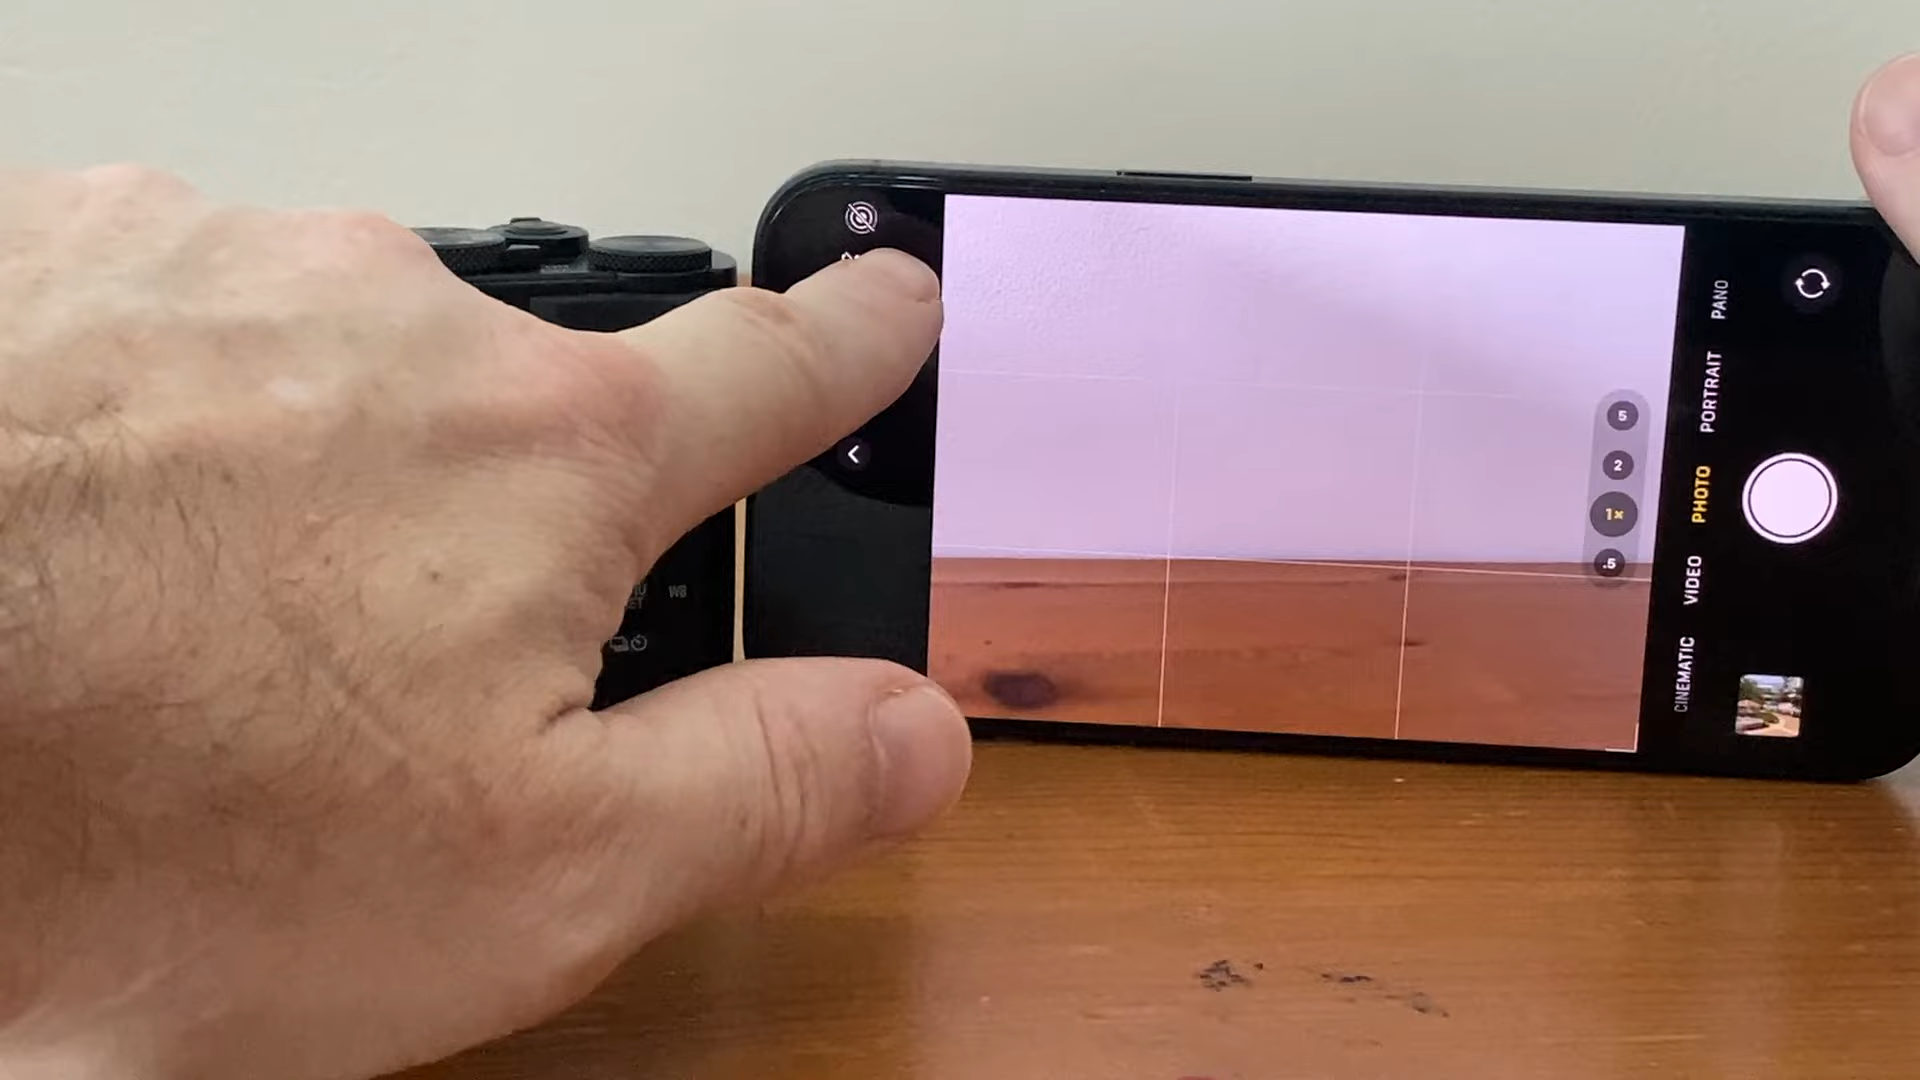 PANO
PORTRAIT
PHOTO
VIDEO
CINEMATIC
5
2
1×
.5
WB